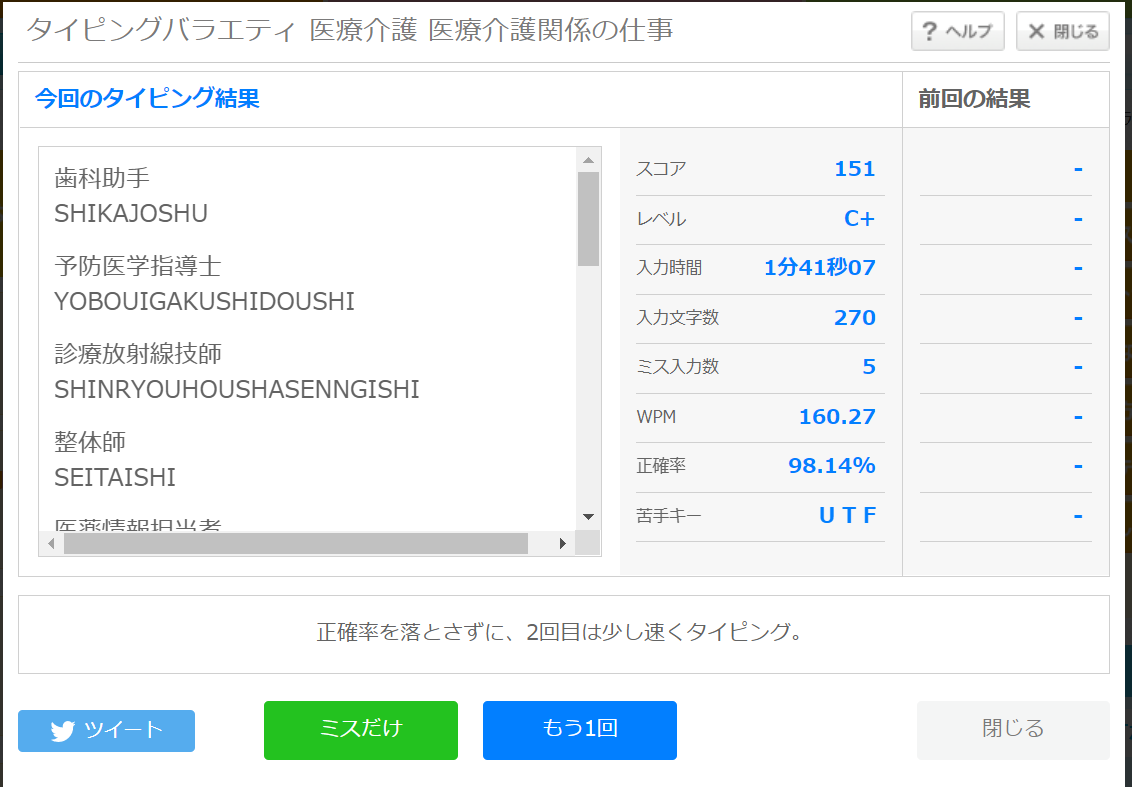 タイピングバラエティ 医療介護 医療介護関係の仕事
? ヘルプ
× 閉じる
今回のタイピング結果
前回の結果
歯科助手
SHIKAJOSHU
予防医学指導士
YOBOUIGAKUSHIDOUSHI
診療放射線技師
SHINRYOUHOUSHASENNGISHI
整体師
SEITAISHI
医薬情報担当者
スコア 151 -
レベル C+ -
入力時間 1分41秒07 -
入力文字数 270 -
ミス入力数 5 -
WPM 160.27 -
正確率 98.14% -
苦手キー U T F -
正確率を落とさずに、2回目は少し速くタイピング。
ツイート
ミスだけ
もう1回
閉じる